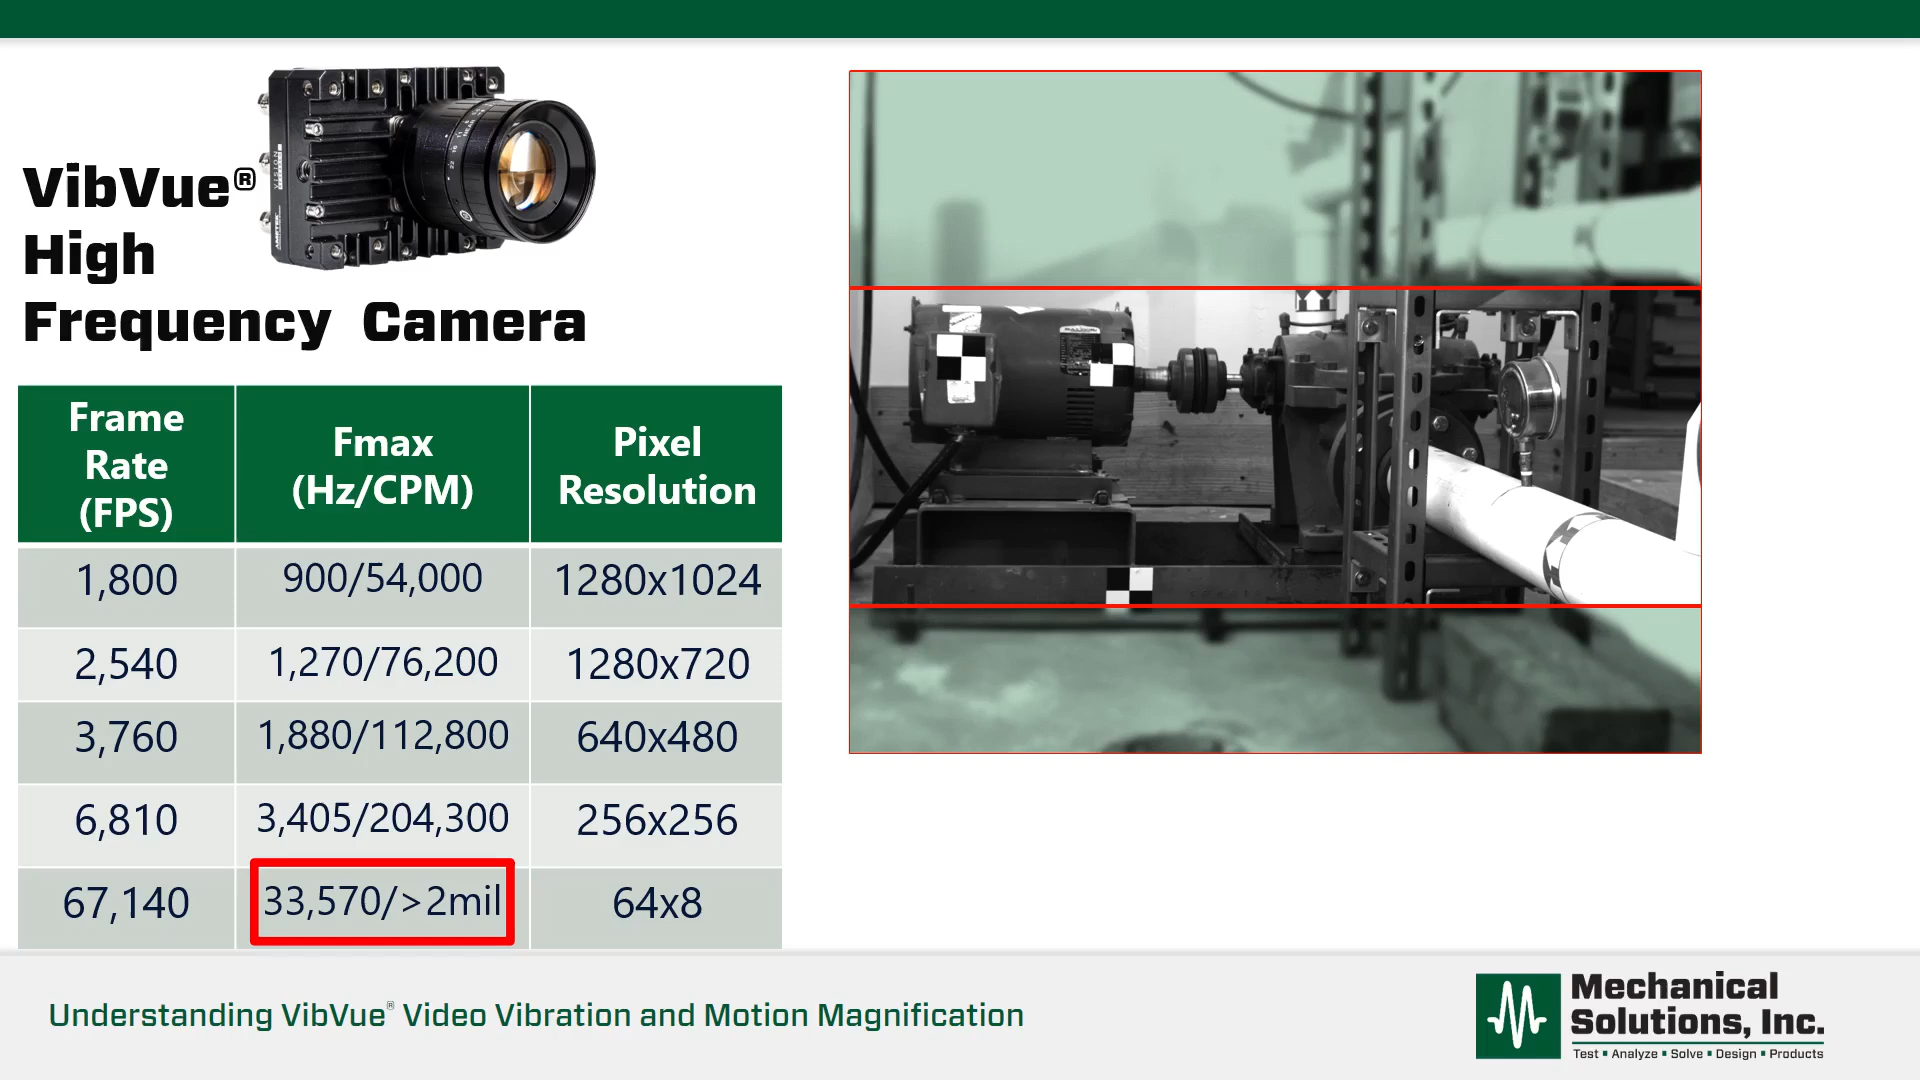 VibVue®
High
Frequency Camera
Frame
Rate
(FPS)
Fmax
(Hz/CPM)
Pixel
Resolution
1,800
900/54,000
1280x1024
2,540
1,270/76,200
1280x720
3,760
1,880/112,800
640x480
6,810
3,405/204,300
256x256
67,140
33,570/>2mil
64x8
Understanding VibVue® Video Vibration and Motion Magnification
Mechanical
Solutions, Inc.
Test ▪ Analyze ▪ Solve ▪ Design ▪ Products